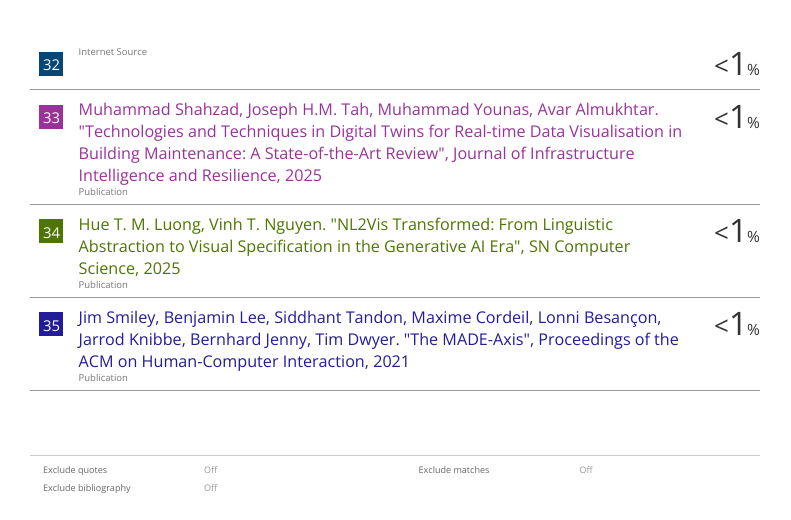 32
Internet Source
<1%
33
Muhammad Shahzad, Joseph H.M. Tah, Muhammad Younas, Avar Almukhtar.
"Technologies and Techniques in Digital Twins for Real-time Data Visualisation in
Building Maintenance: A State-of-the-Art Review", Journal of Infrastructure
Intelligence and Resilience, 2025
Publication
<1%
34
Hue T. M. Luong, Vinh T. Nguyen. "NL2Vis Transformed: From Linguistic
Abstraction to Visual Specification in the Generative AI Era", SN Computer
Science, 2025
Publication
<1%
35
Jim Smiley, Benjamin Lee, Siddhant Tandon, Maxime Cordeil, Lonni Besançon,
Jarrod Knibbe, Bernhard Jenny, Tim Dwyer. "The MADE-Axis", Proceedings of the
ACM on Human-Computer Interaction, 2021
Publication
<1%
Exclude quotes Off
Exclude bibliography Off
Exclude matches Off